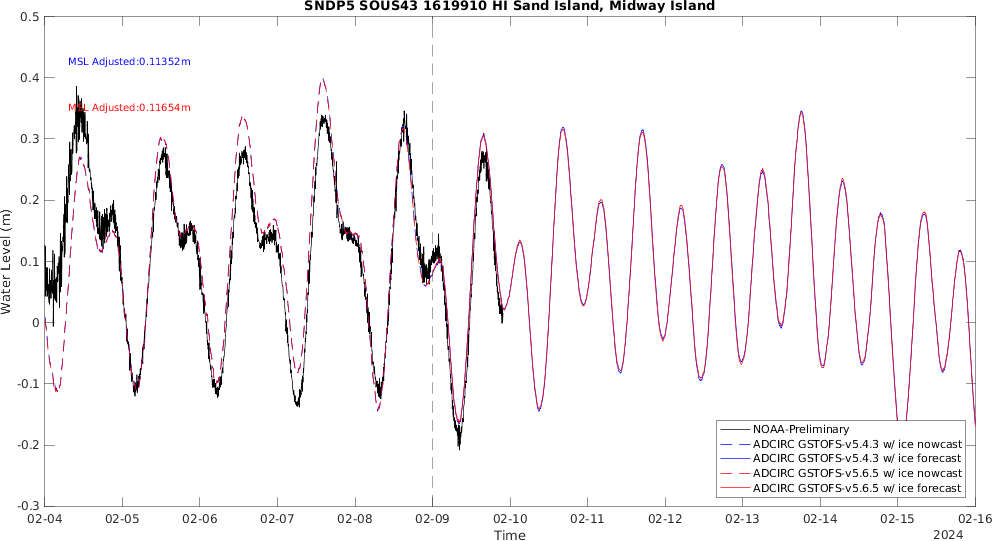 SNDP5 SOUS43 1619910 HI Sand Island, Midway Island
0.5
MSL Adjusted:0.11352m
0.4
MSL Adjusted:0.11654m
0.3
0.2
Water Level (m)
0.1
0
-0.1
-0.2
-0.3
NOAA-Preliminary
ADCIRC GSTOFS-v5.4.3 w/ ice nowcast
ADCIRC GSTOFS-v5.4.3 w/ ice forecast
ADCIRC GSTOFS-v5.6.5 w/ ice nowcast
ADCIRC GSTOFS-v5.6.5 w/ ice forecast
02-04 02-05 02-06 02-07 02-08 02-09 02-10 02-11 02-12 02-13 02-14 02-15 02-16
Time
2024